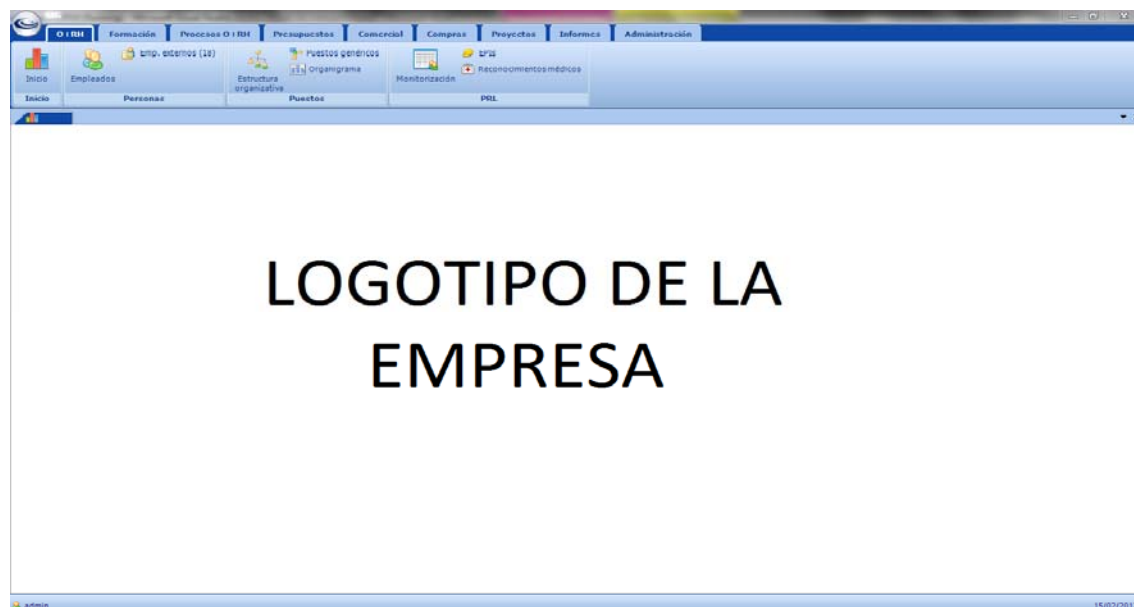 O I RH Formación Procesos O I RH Presupuestos Comercial Compras Proyectos Informes Administración
Emp. externos (18) Puestos genéricos EPIs
Organigrama Reconocimientos médicos
Inicio Empleados Estructura organizativa Monitorización
Inicio Personas Puestos PRL
LOGOTIPO DE LA
EMPRESA
admin